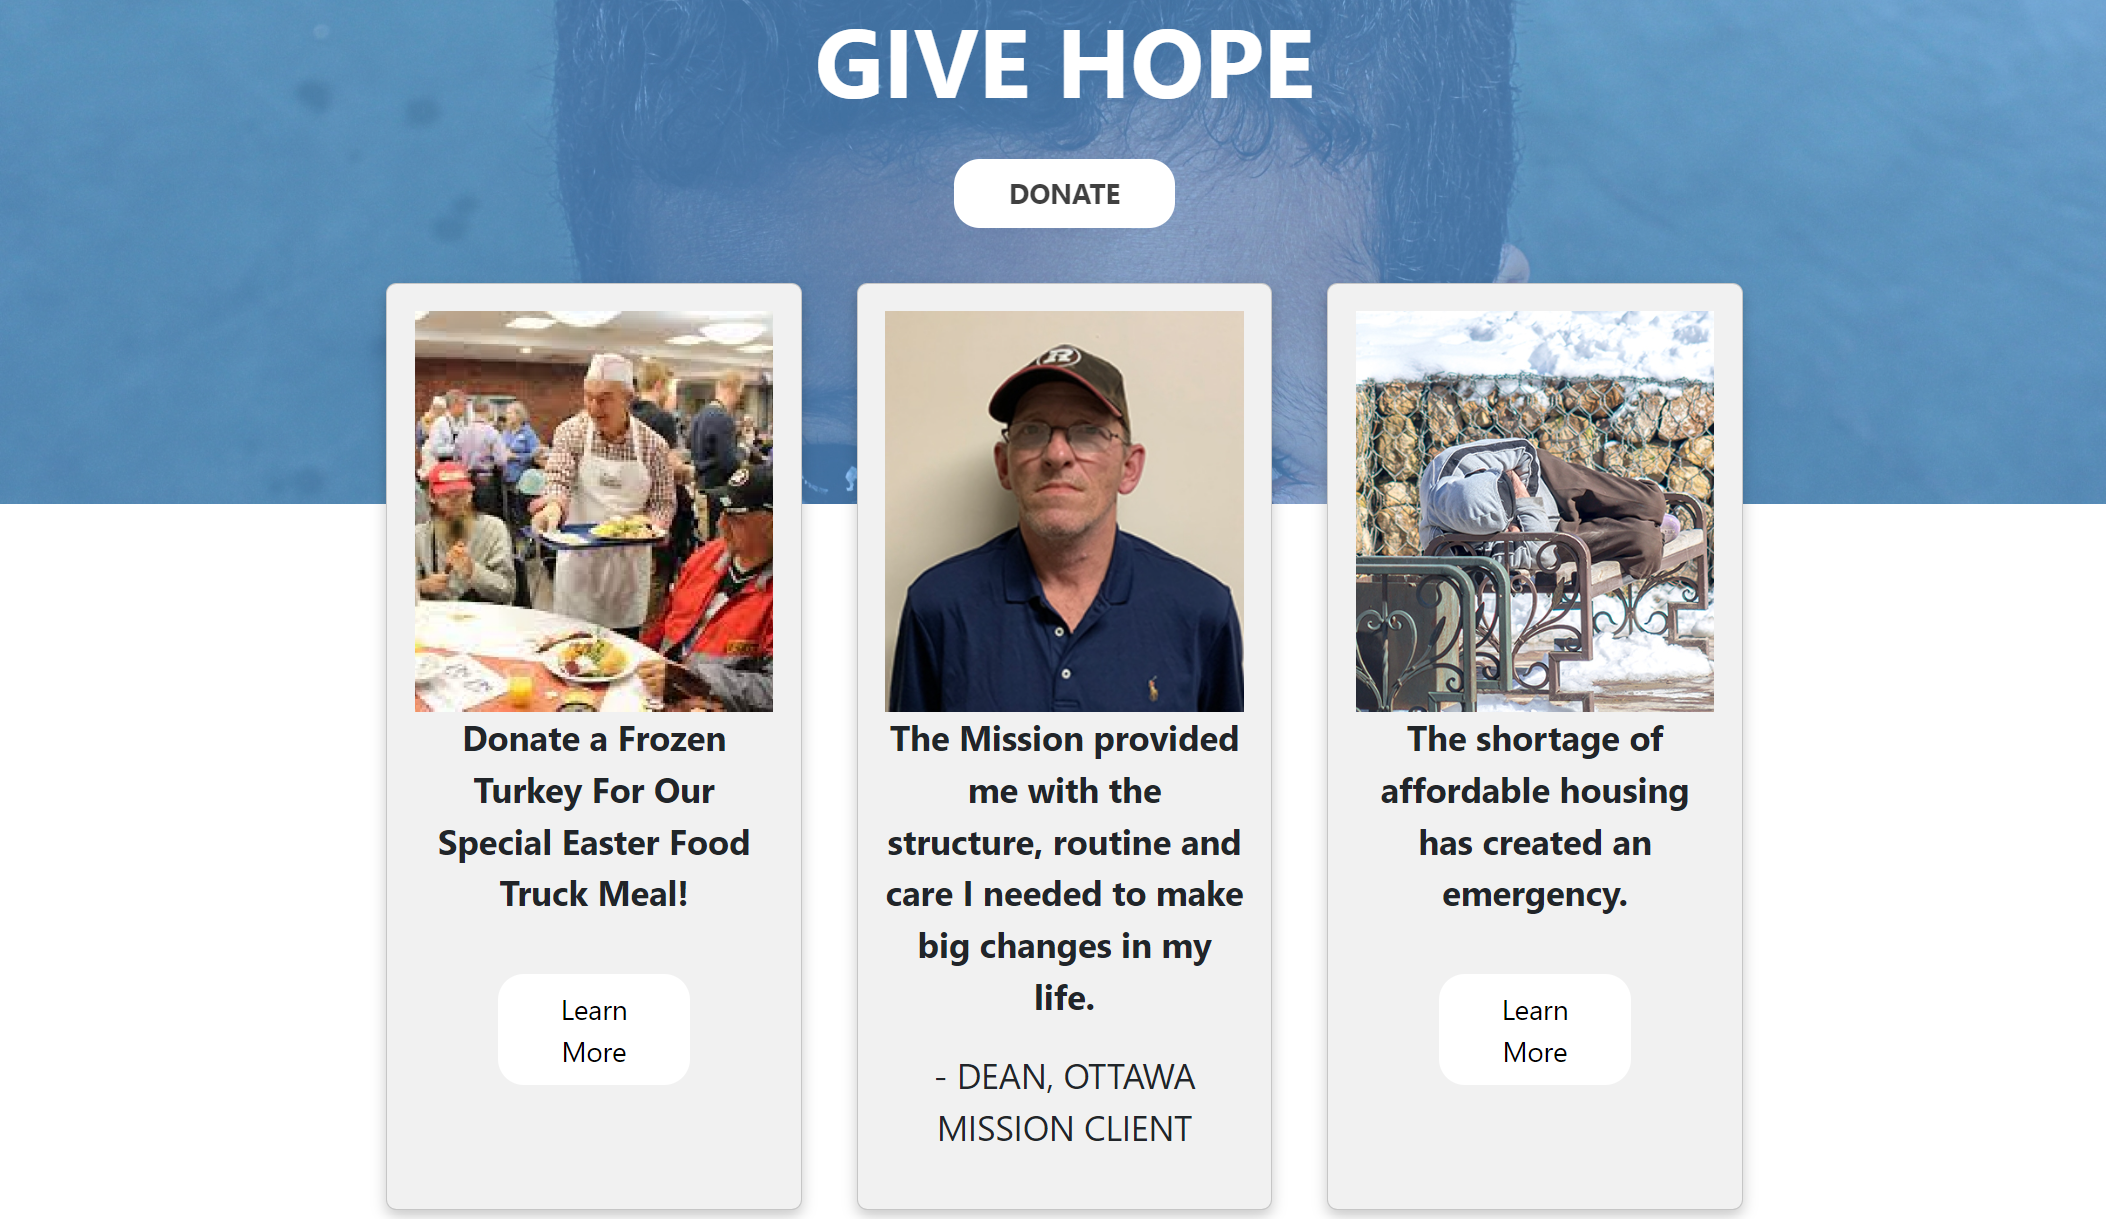 GIVE HOPE
DONATE
Donate a Frozen
Turkey For Our
Special Easter Food
Truck Meal!
Learn
More
R
The Mission provided
me with the
structure, routine and
care I needed to make
big changes in my
life.
- DEAN, OTTAWA
MISSION CLIENT
The shortage of
affordable housing
has created an
emergency.
Learn
More